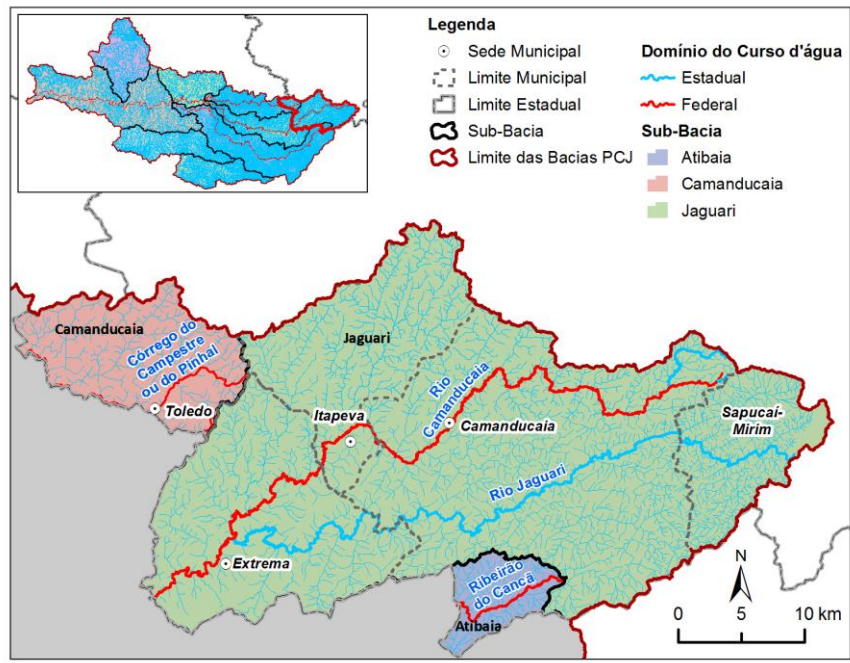 Legenda
Sede Municipal
Limite Municipal
Limite Estadual
Sub-Bacia
Limite das Bacias PCJ
Domínio do Curso d'água
Estadual
Federal
Sub-Bacia
Atibaia
Camanducaia
Jaguari
Camanducaia
Córrego do
Campestre
ou do Pinhal
Toledo
Jaguari
Itapeva
Rio
Camanducaia
Camanducaia
Sapucaí-
Mirim
Rio Jaguari
Extrema
Ribeirão
do Cancã
Atibaia
N
0 5 10 km